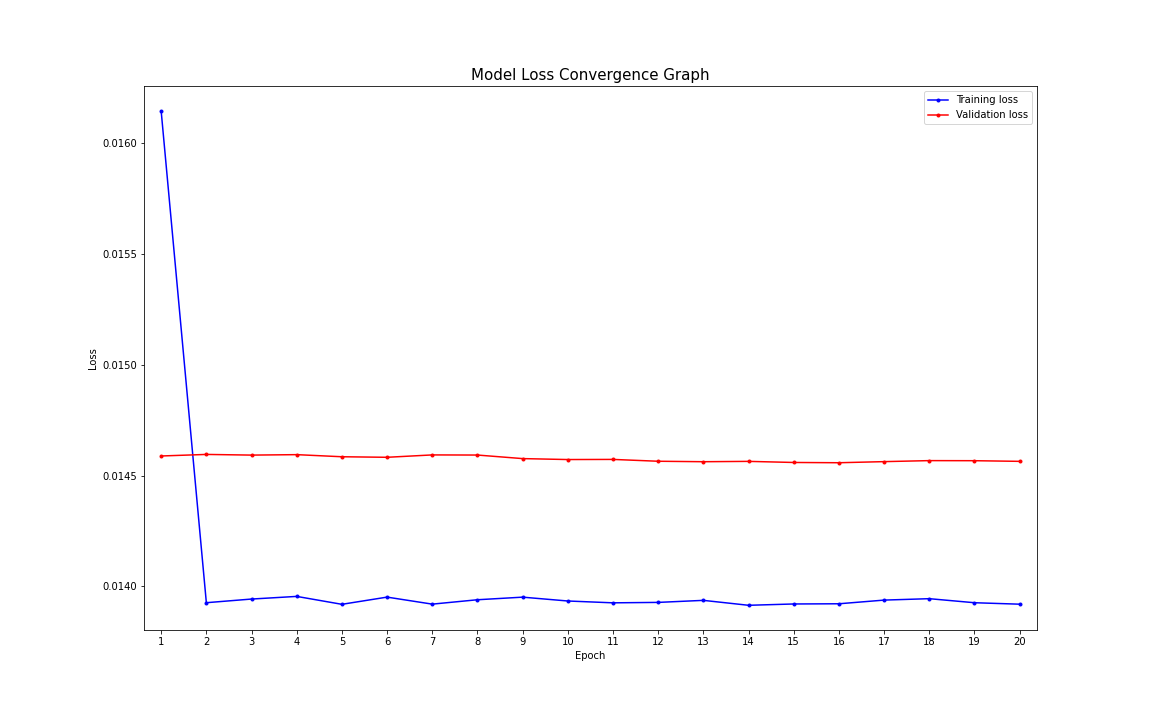 Model Loss Convergence Graph
Training loss
Validation loss
0.0160
0.0155
0.0150
0.0145
0.0140
Loss
1 2 3 4 5 6 7 8 9 10 11 12 13 14 15 16 17 18 19 20
Epoch